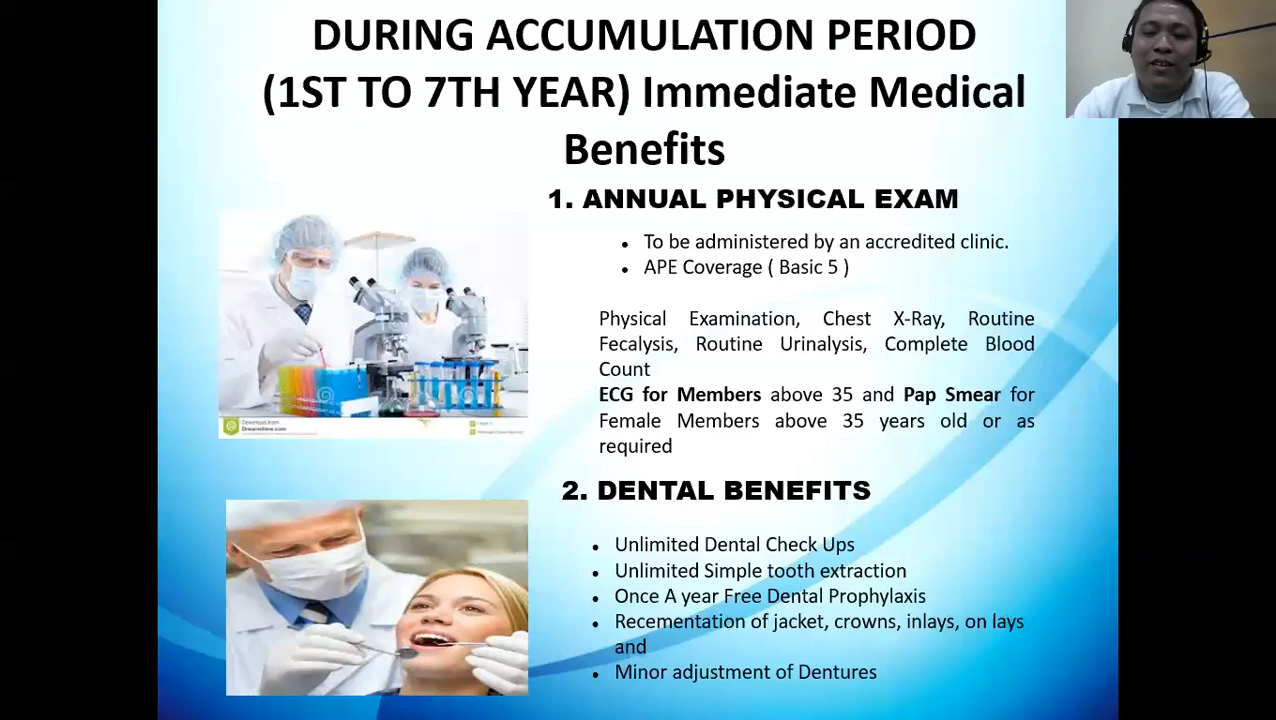 DURING ACCUMULATION PERIOD
(1ST TO 7TH YEAR) Immediate Medical
Benefits
1. ANNUAL PHYSICAL EXAM
• To be administered by an accredited clinic.
• APE Coverage ( Basic 5 )
Physical Examination, Chest X-Ray, Routine
Fecalysis, Routine Urinalysis, Complete Blood
Count
ECG for Members above 35 and Pap Smear for
Female Members above 35 years old or as
required
Download from
Dreamstime.com
2. DENTAL BENEFITS
• Unlimited Dental Check Ups
• Unlimited Simple tooth extraction
• Once A year Free Dental Prophylaxis
• Recementation of jacket, crowns, inlays, on lays
and
• Minor adjustment of Dentures